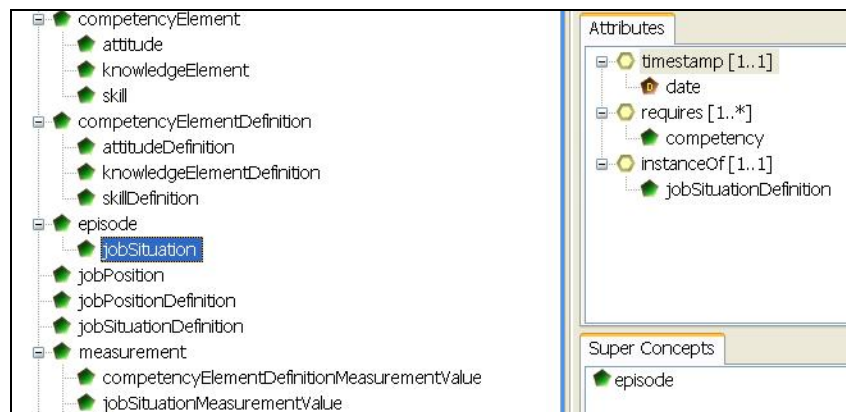 competencyElement
attitude
knowledgeElement
skill
competencyElementDefinition
attitudeDefinition
knowledgeElementDefinition
skillDefinition
episode
jobSituation
jobPosition
jobPositionDefinition
jobSituationDefinition
measurement
competencyElementDefinitionMeasurementValue
jobSituationMeasurementValue
Attributes
timestamp [1..1]
D date
requires [1..*]
competency
instanceOf [1..1]
jobSituationDefinition
Super Concepts
episode